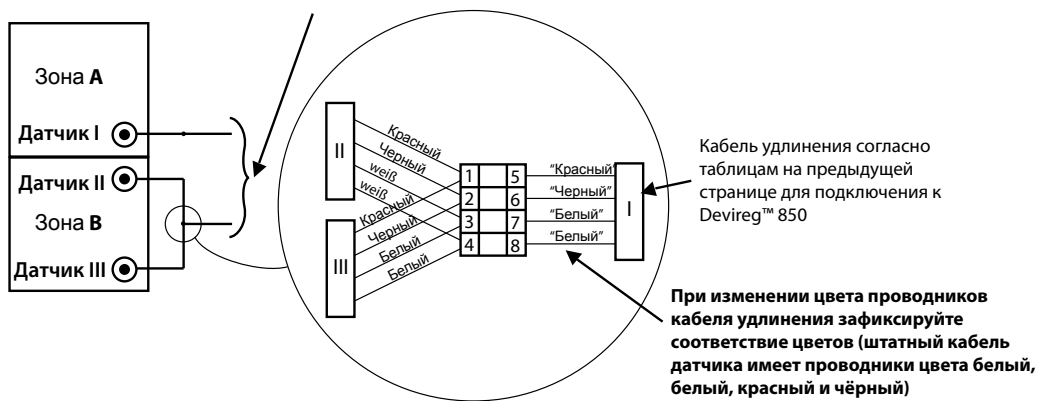 Зона A
Датчик I
Датчик II
Зона B
Датчик III
II
Красный
Черный
weiß
weiß
III
Красный
Черный
Белый
Белый
1 5
2 6
3 7
4 8
"Красный"
"Черный"
"Белый"
"Белый"
I
Кабель удлинения согласно
таблицам на предыдущей
странице для подключения к
Devireg™ 850
При изменении цвета проводников
кабеля удлинения зафиксируйте
соответствие цветов (штатный кабель
датчика имеет проводники цвета белый,
белый, красный и чёрный)